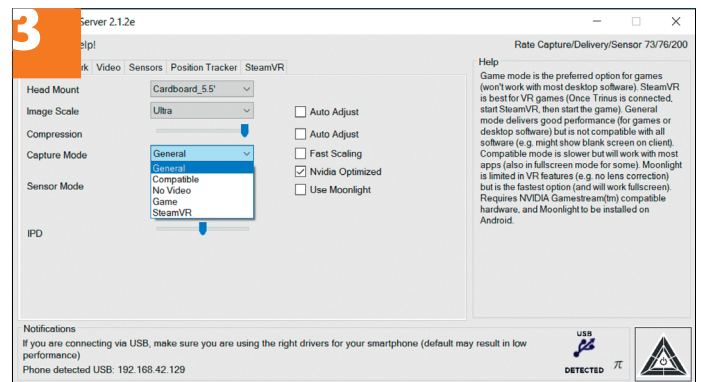 3
erver 2.1.2e
elp!
Rate Capture/Delivery/Sensor 73/76/200
rk Video Sensors Position Tracker SteamVR
Head Mount
Cardboard_5.5'
Image Scale
Ultra
Auto Adjust
Compression
Auto Adjust
Capture Mode
General
Fast Scaling
General
Compatible
No Video
Game
SteamVR
Nvidia Optimized
Sensor Mode
Use Moonlight
IPD
Help
Game mode is the preferred option for games
(won't work with most desktop software). SteamVR
is best for VR games (Once Trinus is connected,
start SteamVR, then start the game). General
mode delivers good performance (for games or
desktop software) but is not compatible with all
software (e.g. might show blank screen on client).
Compatible mode is slower but will work with most
apps (also in fullscreen mode for some). Moonlight
is limited in VR features (e.g. no lens correction)
but is the fastest option (and will work fullscreen).
Requires NVIDIA Gamestream(tm) compatible
hardware, and Moonlight to be installed on
Android.
Notifications
If you are connecting via USB, make sure you are using the right drivers for your smartphone (default may result in low
performance)
Phone detected USB: 192.168.42.129
USB
DETECTED
π